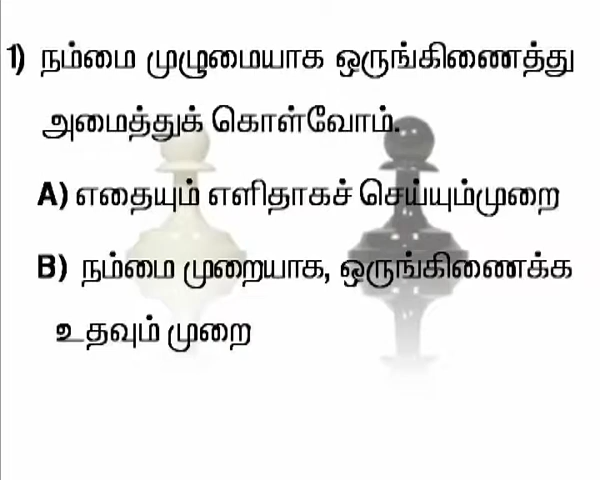 1) நம்மை முழுமையாக ஒருங்கிணைத்து
அமைத்துக் கொள்வோம்.
A) எதையும் எளிதாகச் செய்யும்முறை
B) நம்மை முறையாக, ஒருங்கிணைக்க
உதவும் முறை